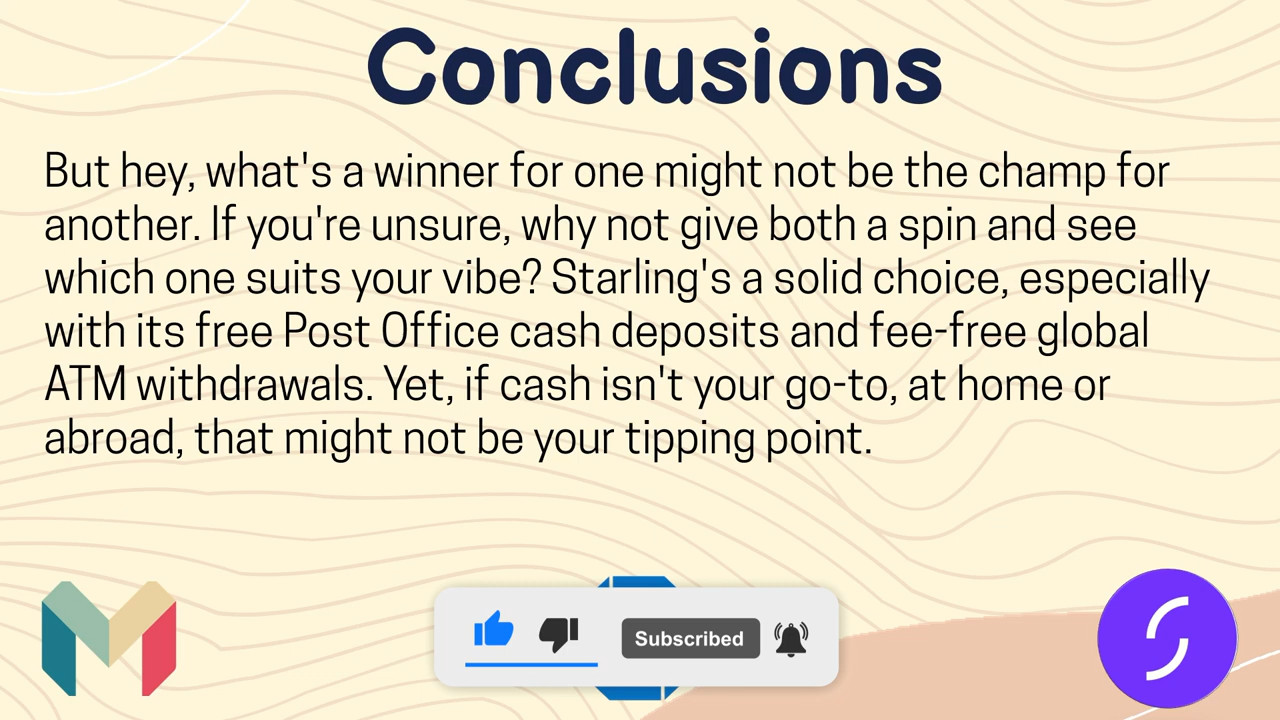 Conclusions
But hey, what's a winner for one might not be the champ for
another. If you're unsure, why not give both a spin and see
which one suits your vibe? Starling's a solid choice, especially
with its free Post Office cash deposits and fee-free global
ATM withdrawals. Yet, if cash isn't your go-to, at home or
abroad, that might not be your tipping point.
Subscribed